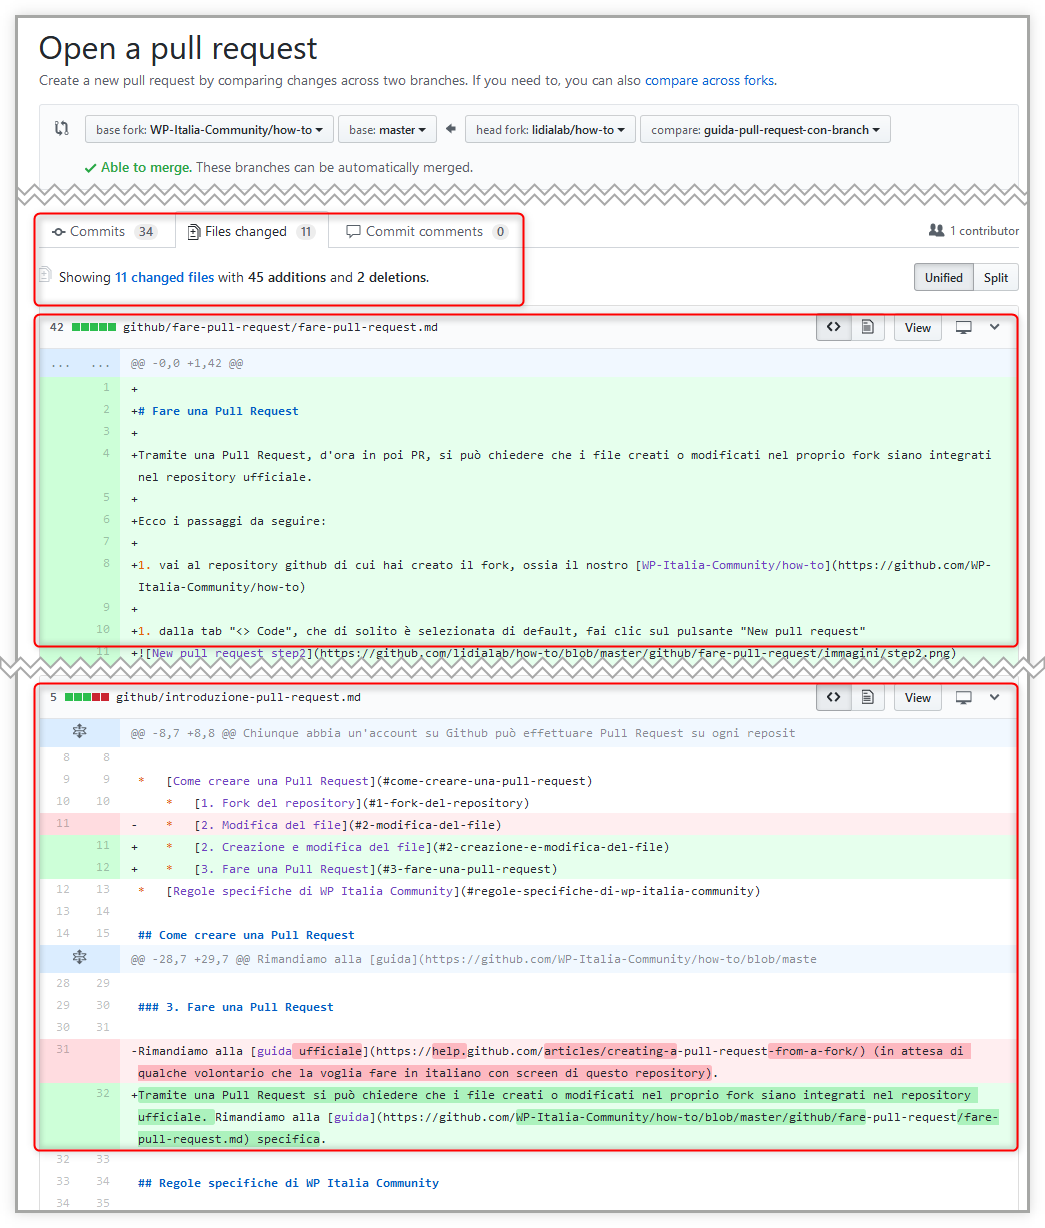 Open a pull request
Create a new pull request by comparing changes across two branches. If you need to, you can also compare across forks.
base fork: WP-Italia-Community/how-to base: master head fork: lidialab/how-to compare: guida-pull-request-con-branch
Able to merge. These branches can be automatically merged.
Commits 34 Files changed 11 Commit comments 0 1 contributor
Showing 11 changed files with 45 additions and 2 deletions. Unified Split
42 github/fare-pull-request/fare-pull-request.md <> View
... ... @@ -0,0 +1,42 @@
1 +
2 +# Fare una Pull Request
3 +
4 +Tramite una Pull Request, d'ora in poi PR, si può chiedere che i file creati o modificati nel proprio fork siano integrati
nel repository ufficiale.
5 +
6 +Ecco i passaggi da seguire:
7 +
8 +1. vai al repository github di cui hai creato il fork, ossia il nostro [WP-Italia-Community/how-to](https://github.com/WP-
Italia-Community/how-to)
9 +
10 +1. dalla tab "<> Code", che di solito è selezionata di default, fai clic sul pulsante "New pull request"
11 +![New pull request step2](https://github.com/lidialab/how-to/blob/master/github/fare-pull-request/immagini/step2.png)
5 github/introduzione-pull-request.md <> View
@@ -8,7 +8,8 @@ Chiunque abbia un'account su Github può effettuare Pull Request su ogni reposit
8 8
9 9 * [Come creare una Pull Request](#come-creare-una-pull-request)
10 10 * [1. Fork del repository](#1-fork-del-repository)
11 - * [2. Modifica del file](#2-modifica-del-file)
11 + * [2. Creazione e modifica del file](#2-creazione-e-modifica-del-file)
12 + * [3. Fare una Pull Request](#3-fare-una-pull-request)
12 13 * [Regole specifiche di WP Italia Community](#regole-specifiche-di-wp-italia-community)
13 14
14 15 ## Come creare una Pull Request
@@ -28,7 +29,7 @@ Rimandiamo alla [guida](https://github.com/WP-Italia-Community/how-to/blob/maste
28 29
29 30 ### 3. Fare una Pull Request
30 31
31 -Rimandiamo alla [guida ufficiale](https://help.github.com/articles/creating-a-pull-request-from-a-fork/) (in attesa di
qualche volontario che la voglia fare in italiano con screen di questo repository).
32 +Tramite una Pull Request si può chiedere che i file creati o modificati nel proprio fork siano integrati nel repository
ufficiale. Rimandiamo alla [guida](https://github.com/WP-Italia-Community/how-to/blob/master/github/fare-pull-request/fare-
pull-request.md) specifica.
32 33
33 34 ## Regole specifiche di WP Italia Community
34 35